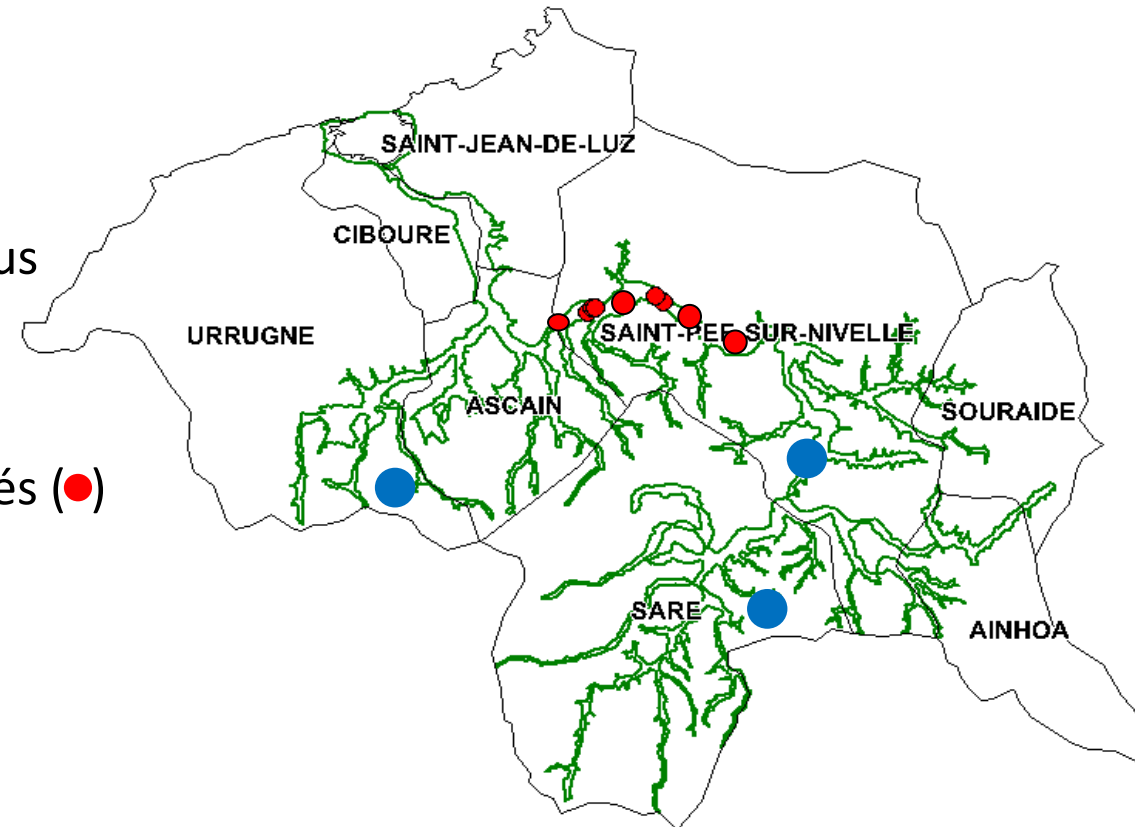 SAINT-JEAN-DE-LUZ
CIBOURE
us
URRUGNE
SAINT-PEE-SUR-NIVELLE
ASCAIN
SOURAIDE
és ( )
SARE
AINHOA